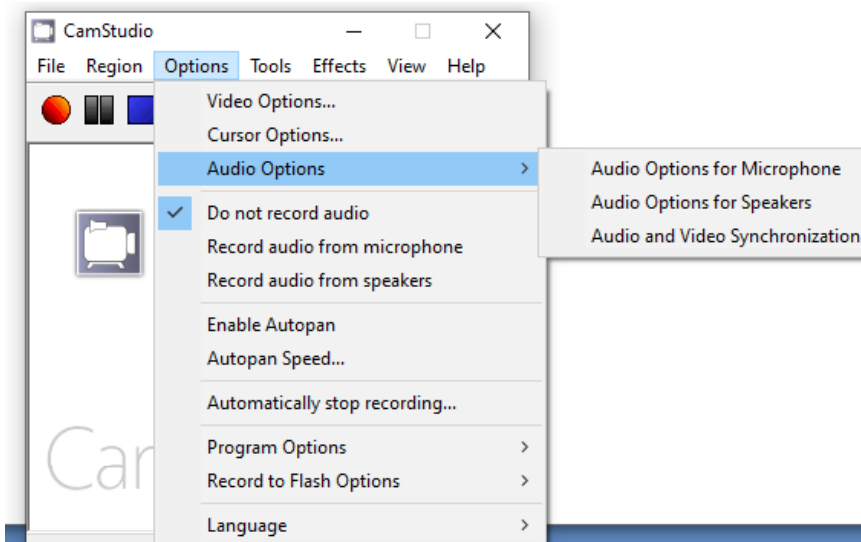 CamStudio
File Region Options Tools Effects View Help
Video Options...
Cursor Options...
Audio Options
Audio Options for Microphone
Audio Options for Speakers
Audio and Video Synchronization
Do not record audio
Record audio from microphone
Record audio from speakers
Enable Autopan
Autopan Speed...
Automatically stop recording...
Program Options
Record to Flash Options
Language
Car